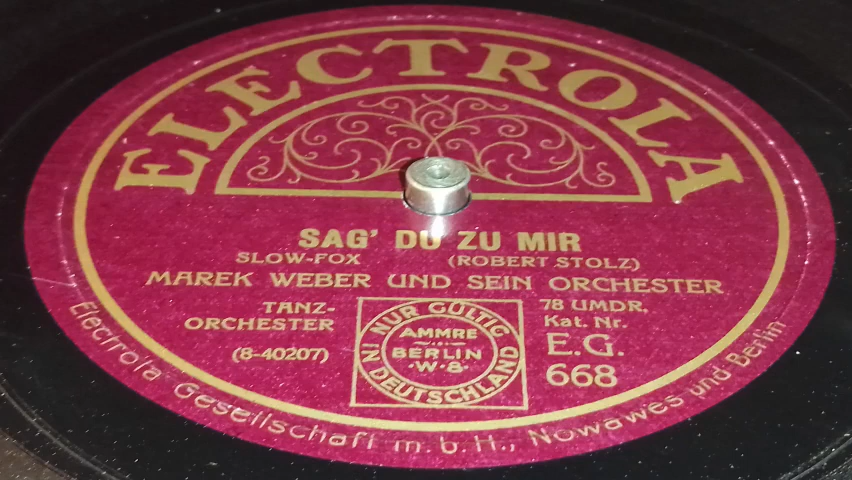 ELECTROLA
SAG' DU ZU MIR
SLOW-FOX (ROBERT STOLZ)
MAREK WEBER UND SEIN ORCHESTER
TANZ-
ORCHESTER
(8-40207)
NUR GÜLTIG
AMMRE
BERLIN
·W·8·
IN DEUTSCHLAND
78 UMDR.
Kat. Nr.
E.G.
668
Electrola Gesellschaft m.b.H., Nowawes und Berlin